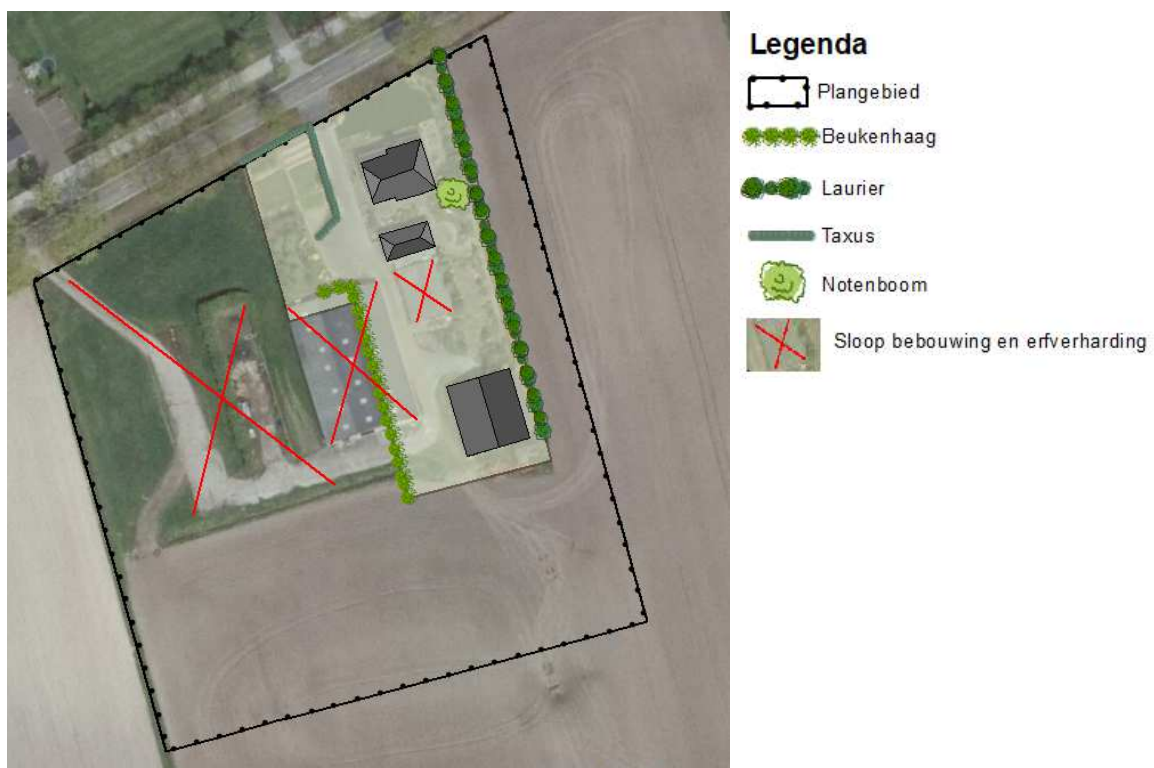 Legenda
Plangebied
Beukenhaag
Laurier
Taxus
Notenboom
Sloop bebouwing en erfverharding